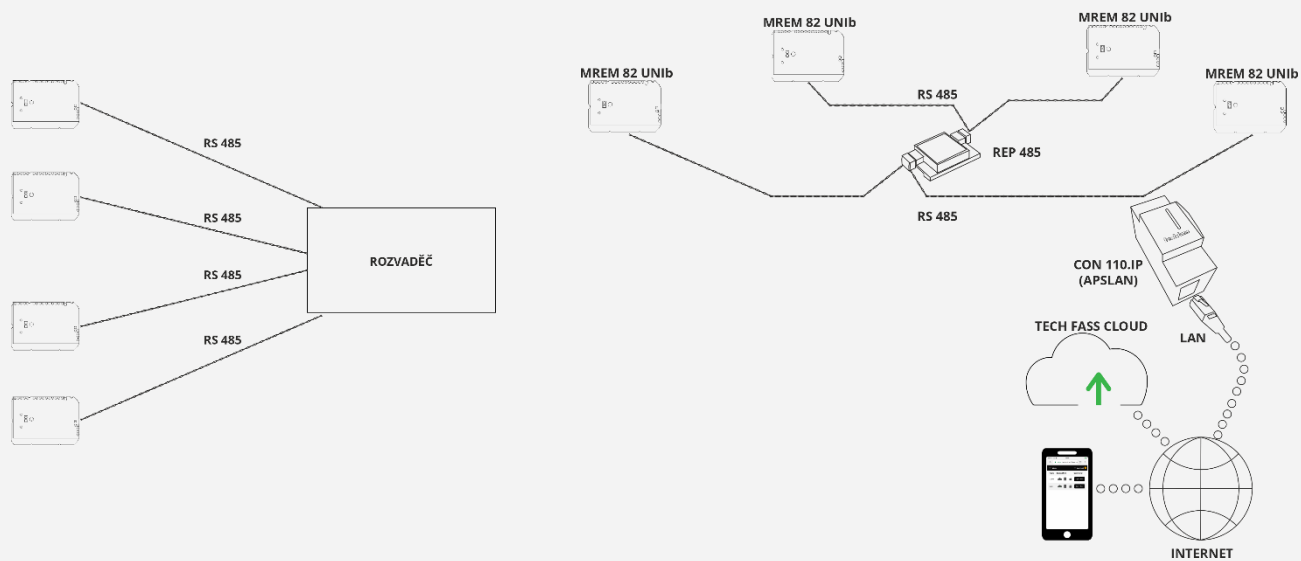 RS 485
RS 485
RS 485
RS 485
ROZVADĚČ
MREM 82 UNIb
MREM 82 UNIb
MREM 82 UNIb
MREM 82 UNIb
RS 485
REP 485
RS 485
CON 110.IP
(APSLAN)
LAN
TECH FASS CLOUD
INTERNET